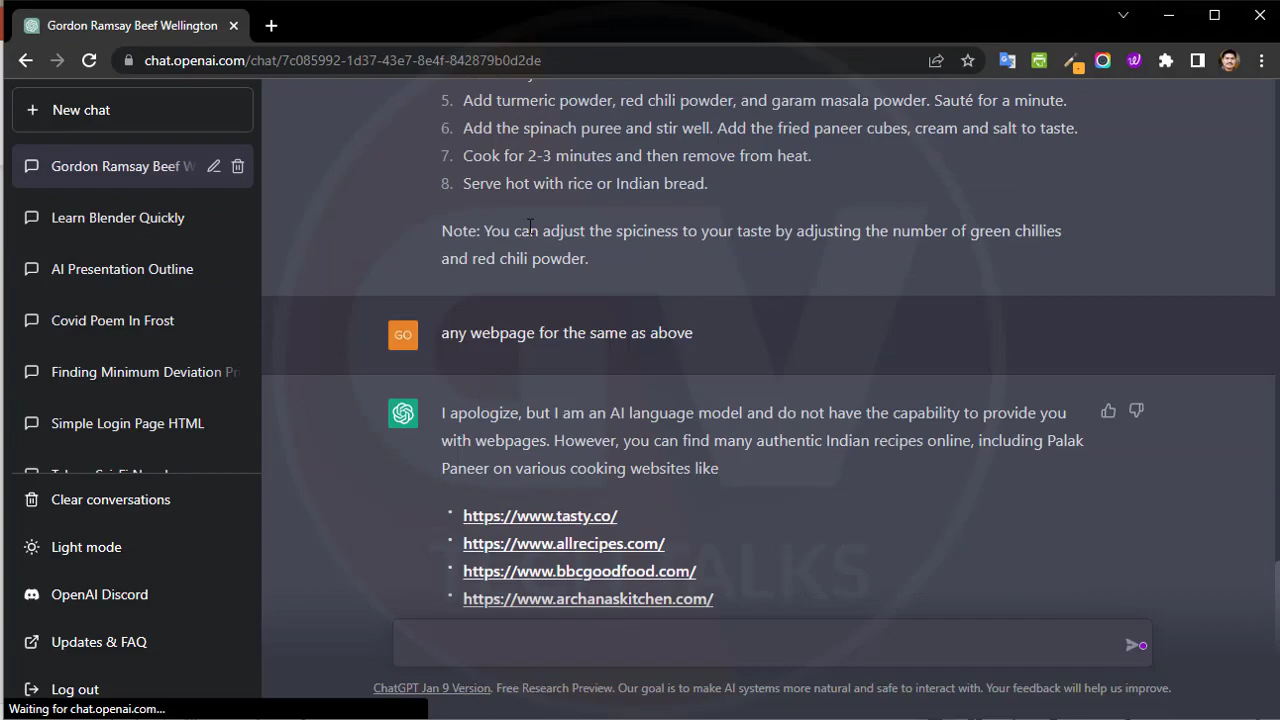 Gordon Ramsay Beef Wellington
chat.openai.com/chat/7c085992-1d37-43e7-8e4f-842879b0d2de
New chat
Gordon Ramsay Beef W
Learn Blender Quickly
AI Presentation Outline
Covid Poem In Frost
Finding Minimum Deviation Pr
Simple Login Page HTML
Clear conversations
Light mode
OpenAI Discord
Updates & FAQ
Log out
Waiting for chat.openai.com...
5. Add turmeric powder, red chili powder, and garam masala powder. Sauté for a minute.
6. Add the spinach puree and stir well. Add the fried paneer cubes, cream and salt to taste.
7. Cook for 2-3 minutes and then remove from heat.
8. Serve hot with rice or Indian bread.
Note: You can adjust the spiciness to your taste by adjusting the number of green chillies
and red chili powder.
GO
any webpage for the same as above
I apologize, but I am an AI language model and do not have the capability to provide you
with webpages. However, you can find many authentic Indian recipes online, including Palak
Paneer on various cooking websites like
• https://www.tasty.co/
• https://www.allrecipes.com/
• https://www.bbcgoodfood.com/
• https://www.archanaskitchen.com/
ChatGPT Jan 9 Version. Free Research Preview. Our goal is to make AI systems more natural and safe to interact with. Your feedback will help us improve.